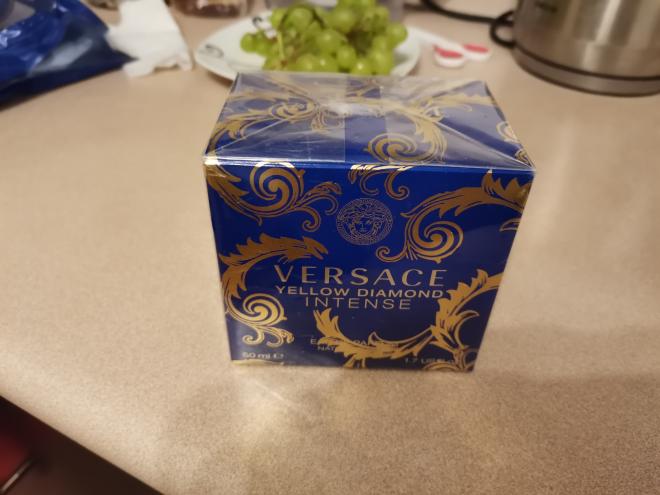 VERSACE
YELLOW DIAMOND
INTENSE
50 ml e
1.7